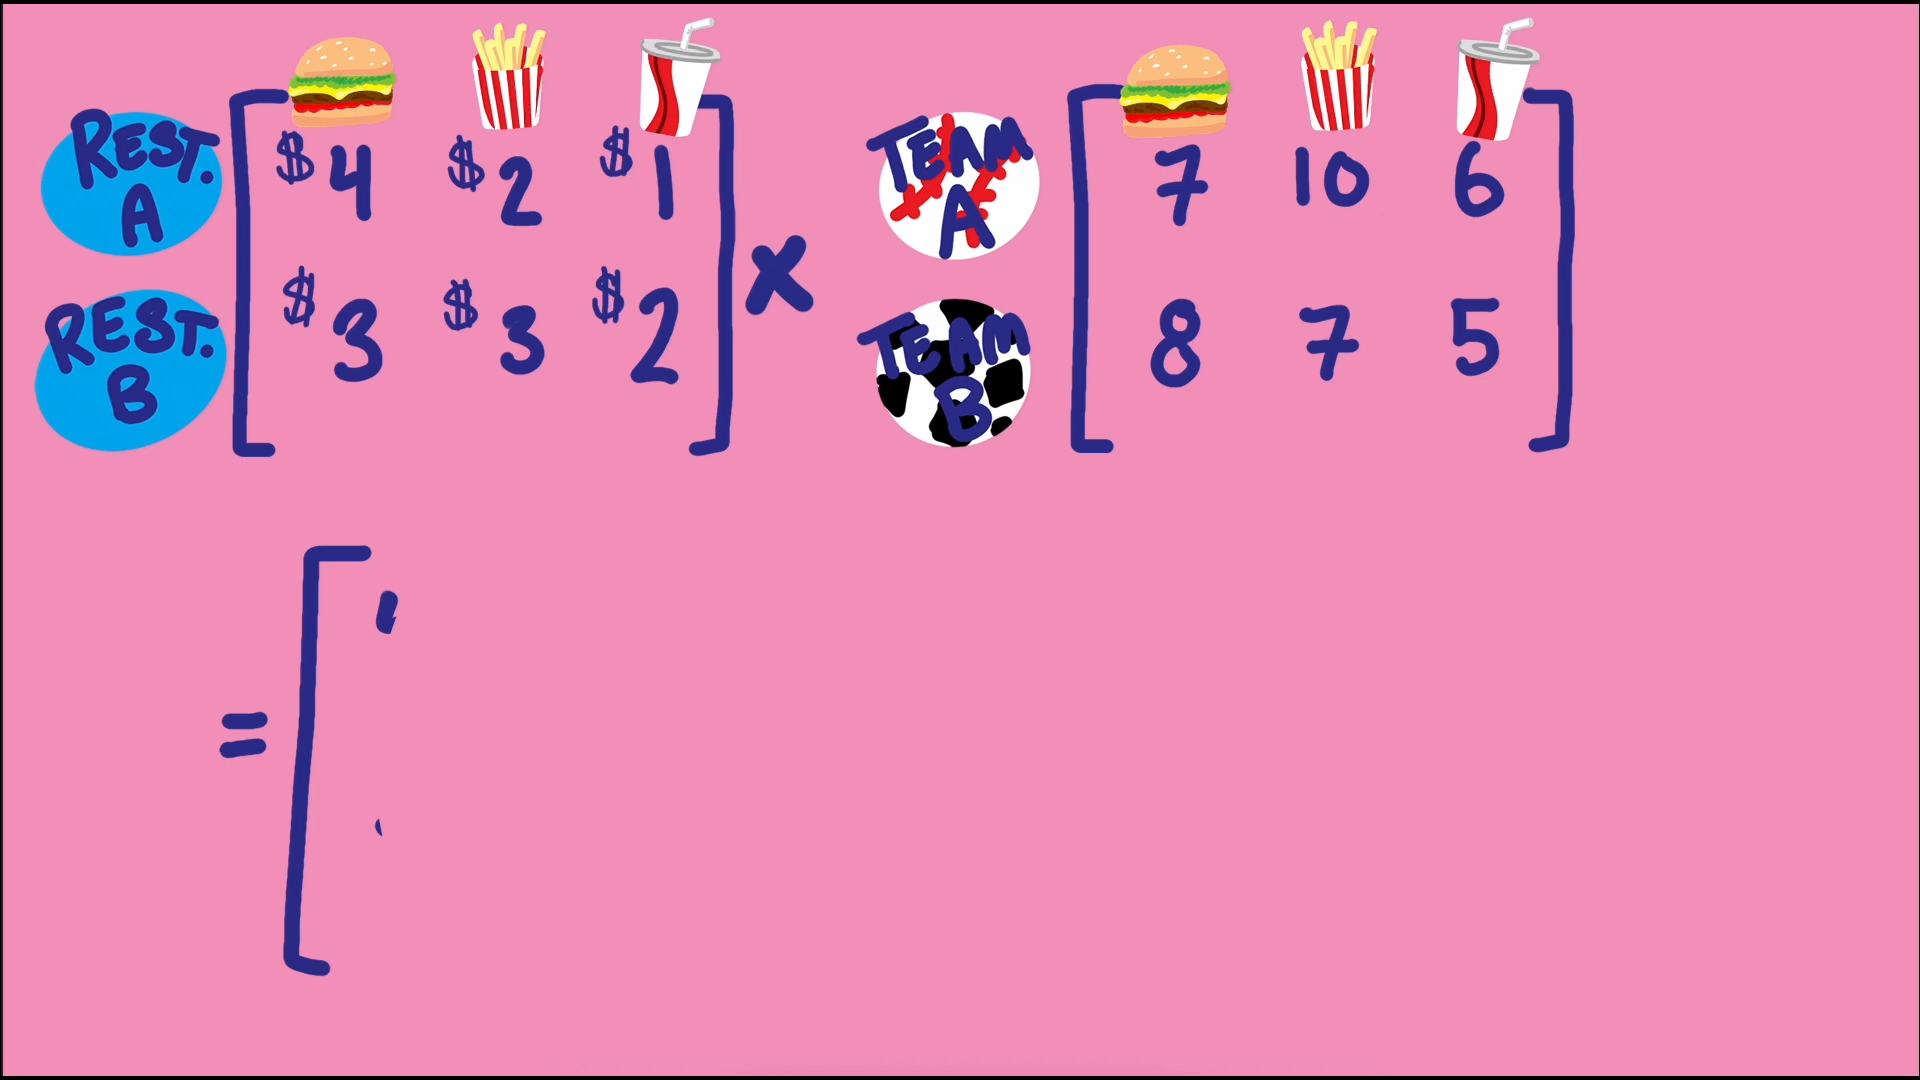 REST. A
$4 $2 $1
REST. B
$3 $3 $2
×
TEAM A
7 10 6
TEAM B
8 7 5
=